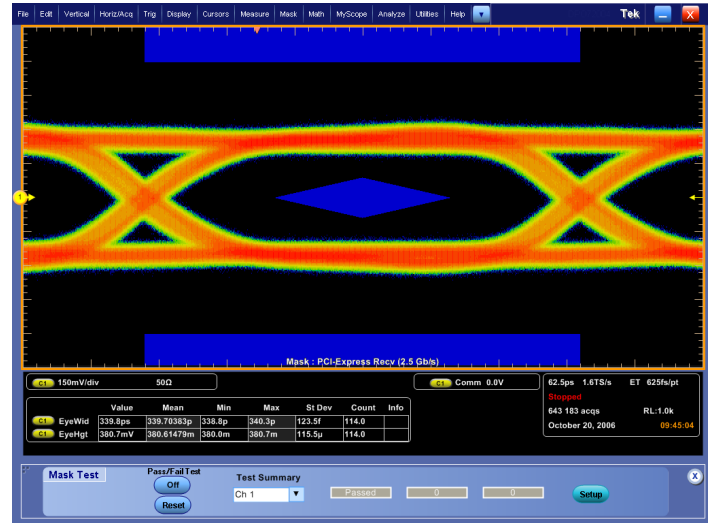 File Edit Vertical Horiz/Acq Trig Display Cursors Measure Mask Math MyScope Analyze Utilities Help Tek X
1
Mask : PCI-Express Recv (2.5 Gb/s)
C1 150mV/div 50Ω
C1 Comm 0.0V
62.5ps 1.6TS/s ET 625fs/pt
Stopped
643 183 acqs RL:1.0k
October 20, 2006 09:45:04
Value Mean Min Max St Dev Count Info
C1 EyeWid 339.8ps 339.70383p 338.8p 340.3p 123.5f 114.0
C1 EyeHgt 380.7mV 380.61479m 380.0m 380.7m 115.5µ 114.0
Mask Test
Pass/Fail Test
Off
Reset
Test Summary
Ch 1
Passed 0 0
Setup
X